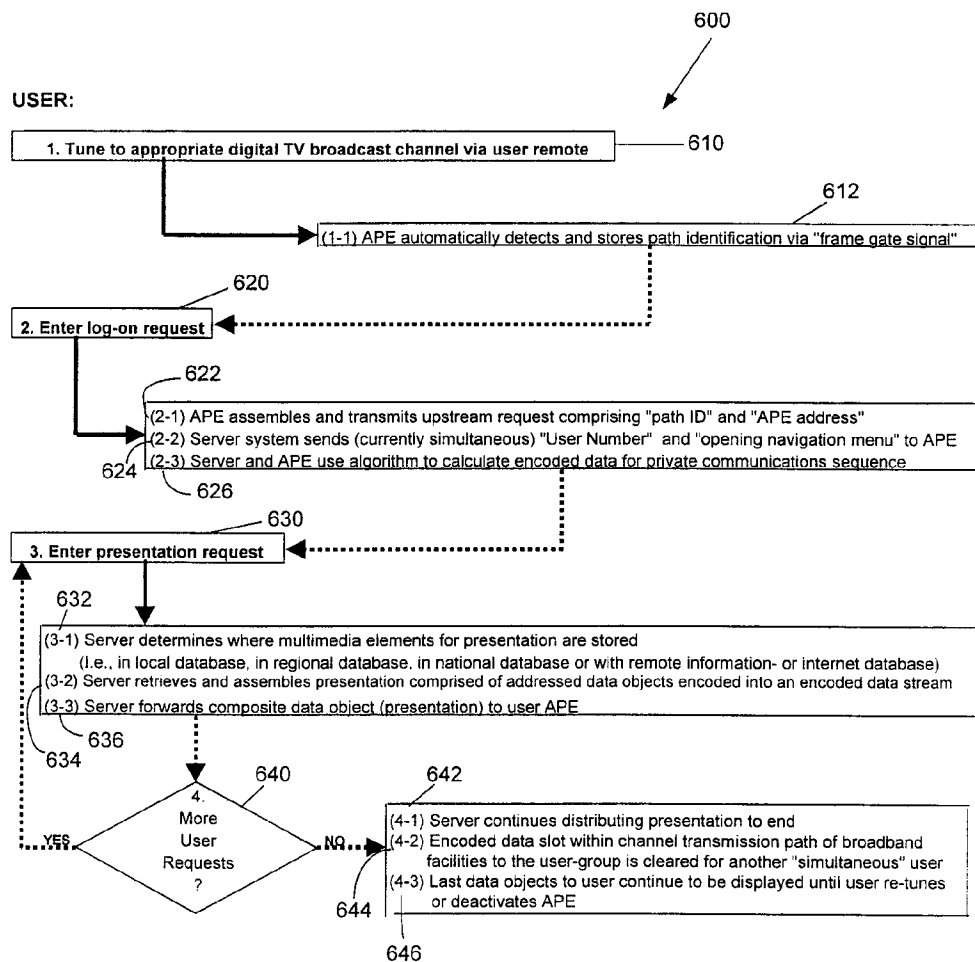 600
USER:
1. Tune to appropriate digital TV broadcast channel via user remote
610
612
(1-1) APE automatically detects and stores path identification via "frame gate signal"
620
2. Enter log-on request
622
(2-1) APE assembles and transmits upstream request comprising "path ID" and "APE address"
(2-2) Server system sends (currently simultaneous) "User Number" and "opening navigation menu" to APE
624
(2-3) Server and APE use algorithm to calculate encoded data for private communications sequence
626
630
3. Enter presentation request
632
(3-1) Server determines where multimedia elements for presentation are stored
(I.e., in local database, in regional database, in national database or with remote information- or internet database)
(3-2) Server retrieves and assembles presentation comprised of addressed data objects encoded into an encoded data stream
(3-3) Server forwards composite data object (presentation) to user APE
634
636
640
4.
More
User
Requests
?
YES
NO
642
(4-1) Server continues distributing presentation to end
(4-2) Encoded data slot within channel transmission path of broadband
facilities to the user-group is cleared for another "simultaneous" user
644
(4-3) Last data objects to user continue to be displayed until user re-tunes
or deactivates APE
646